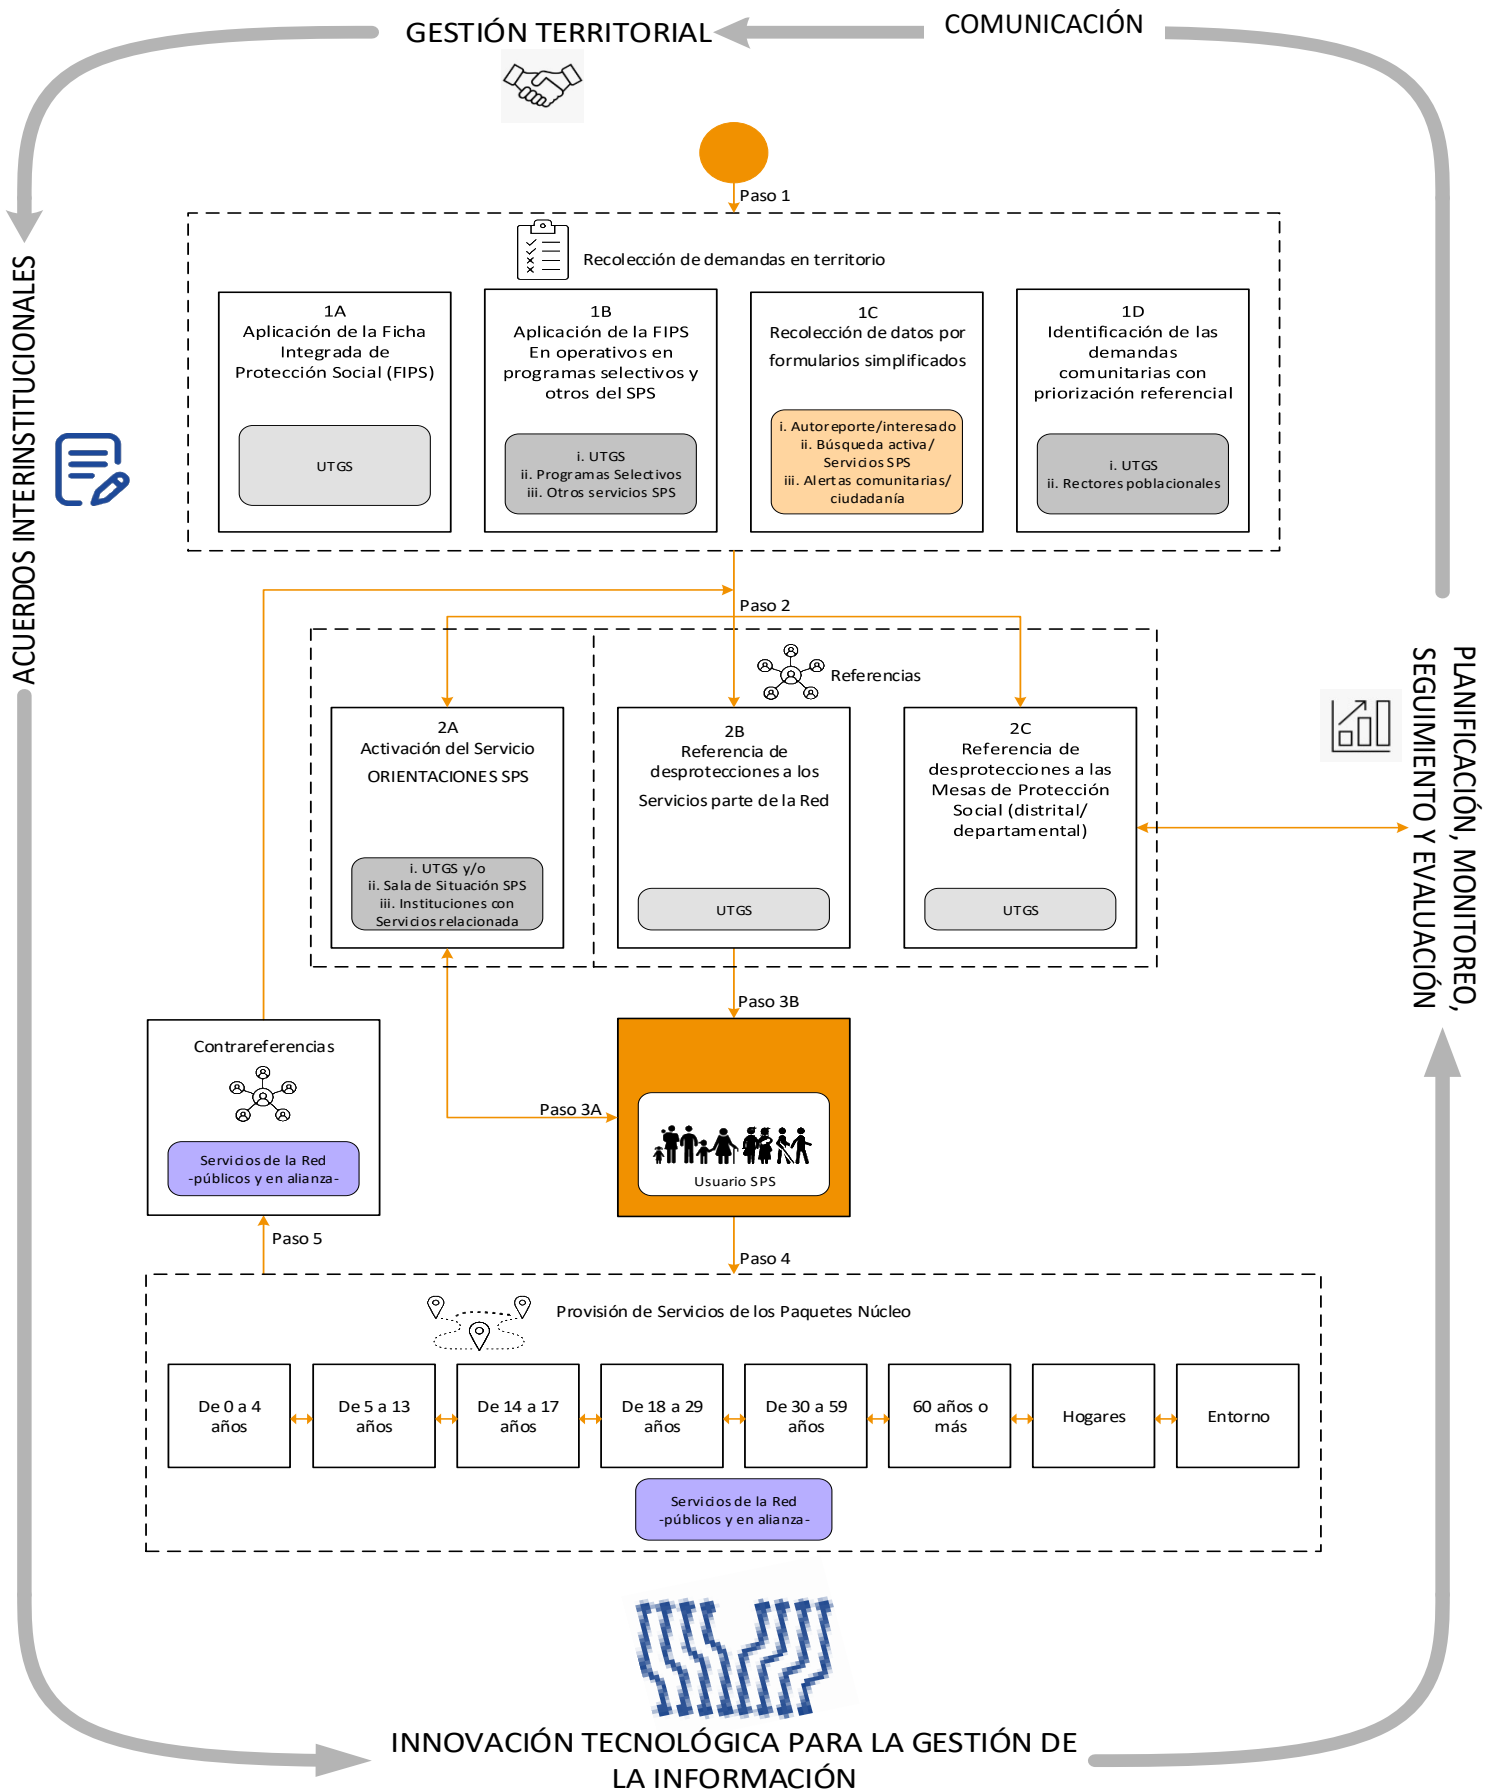 COMUNICACIÓN
GESTIÓN TERRITORIAL
Paso 1
Recolección de demandas en territorio
1A
Aplicación de la Ficha
Integrada de
Protección Social (FIPS)
UTGS
1B
Aplicación de la FIPS
En operativos en
programas selectivos y
otros del SPS
i. UTGS
ii. Programas Selectivos
iii. Otros servicios SPS
1C
Recolección de datos por
formularios simplificados
i. Autoreporte/interesado
ii. Búsqueda activa/
Servicios SPS
iii. Alertas comunitarias/
ciudadanía
1D
Identificación de las
demandas
comunitarias con
priorización referencial
i. UTGS
ii. Rectores poblacionales
ACUERDOS INTERINSTITUCIONALES
Paso 2
Referencias
2A
Activación del Servicio
ORIENTACIONES SPS
i. UTGS y/o
ii. Sala de Situación SPS
iii. Instituciones con
Servicios relacionada
2B
Referencia de
desprotecciones a los
Servicios parte de la Red
UTGS
2C
Referencia de
desprotecciones a las
Mesas de Protección
Social (distrital/
departamental)
UTGS
PLANIFICACIÓN, MONITOREO,
SEGUIMIENTO Y EVALUACIÓN
Paso 3B
Contrareferencias
Servicios de la Red
-públicos y en alianza-
Paso 3A
Usuario SPS
Paso 5
Paso 4
Provisión de Servicios de los Paquetes Núcleo
De 0 a 4
años
De 5 a 13
años
De 14 a 17
años
De 18 a 29
años
De 30 a 59
años
60 años o
más
Hogares
Entorno
Servicios de la Red
-públicos y en alianza-
INNOVACIÓN TECNOLÓGICA PARA LA GESTIÓN DE
LA INFORMACIÓN